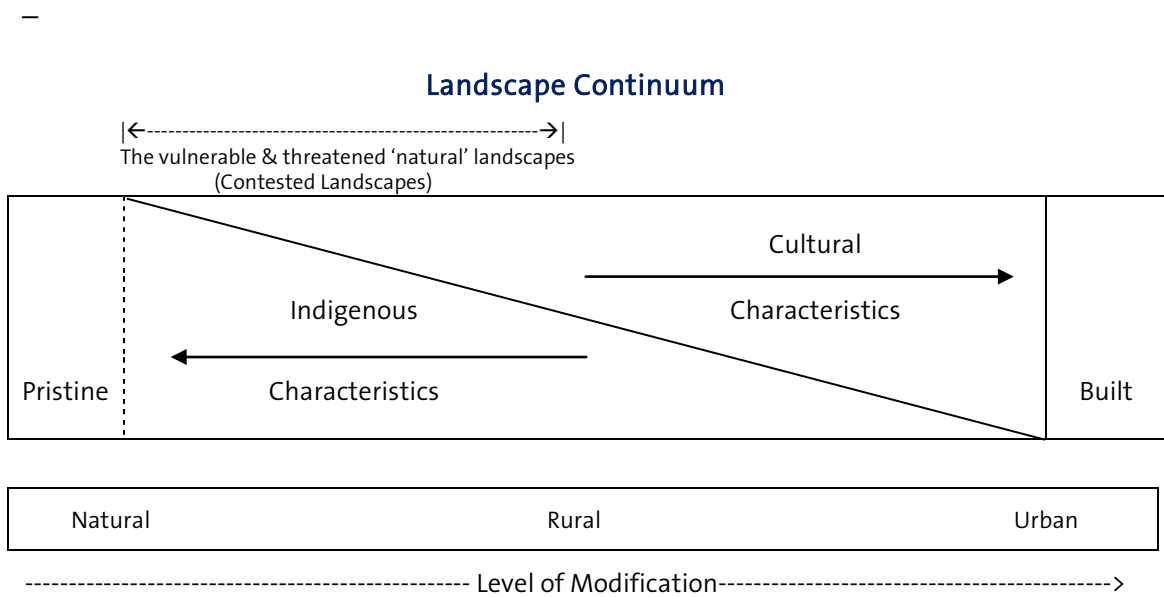 –
Landscape Continuum
|←-------------------------------------------------------→|
The vulnerable & threatened ‘natural’ landscapes
(Contested Landscapes)
Cultural
Characteristics
Indigenous
Characteristics
Pristine
Built
Natural Rural Urban
--------------------------------------------------- Level of Modification--------------------------------------------->